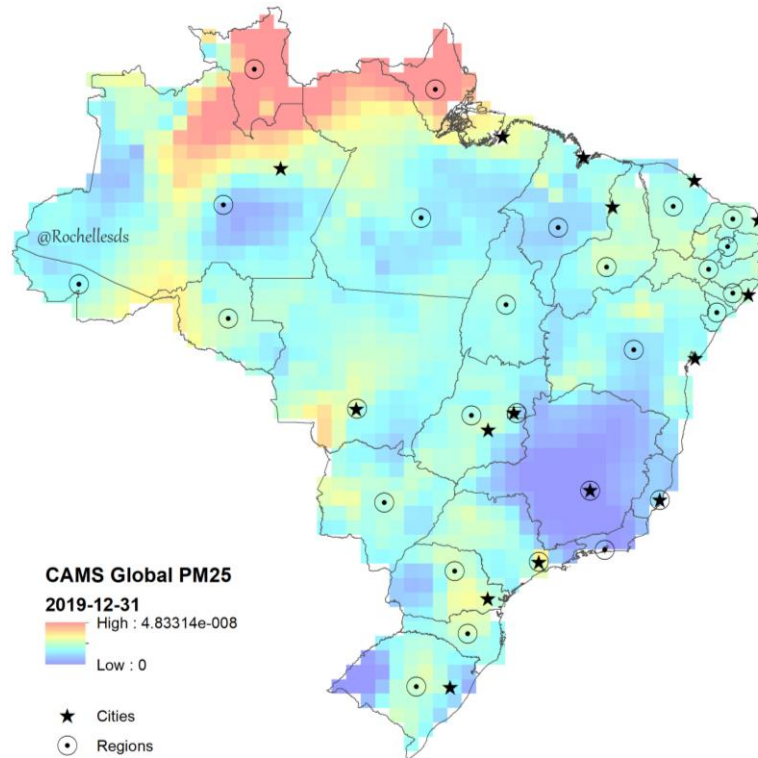 @Rochellesds
CAMS Global PM25
2019-12-31
High : 4.83314e-008
Low : 0
Cities
Regions